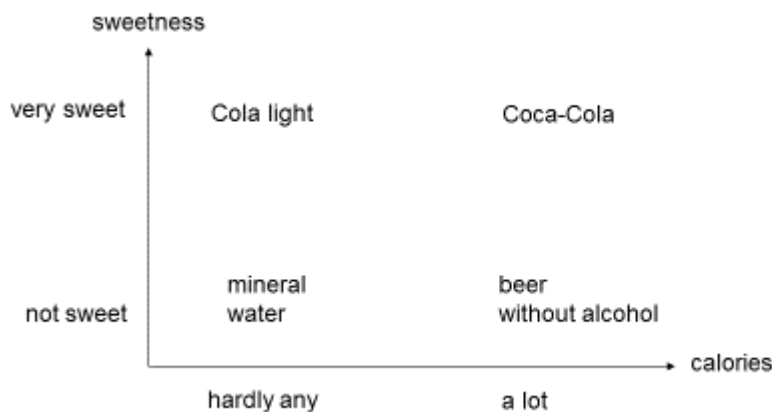 sweetness
very sweet
Cola light
Coca-Cola
mineral
water
beer
without alcohol
not sweet
calories
hardly any
a lot